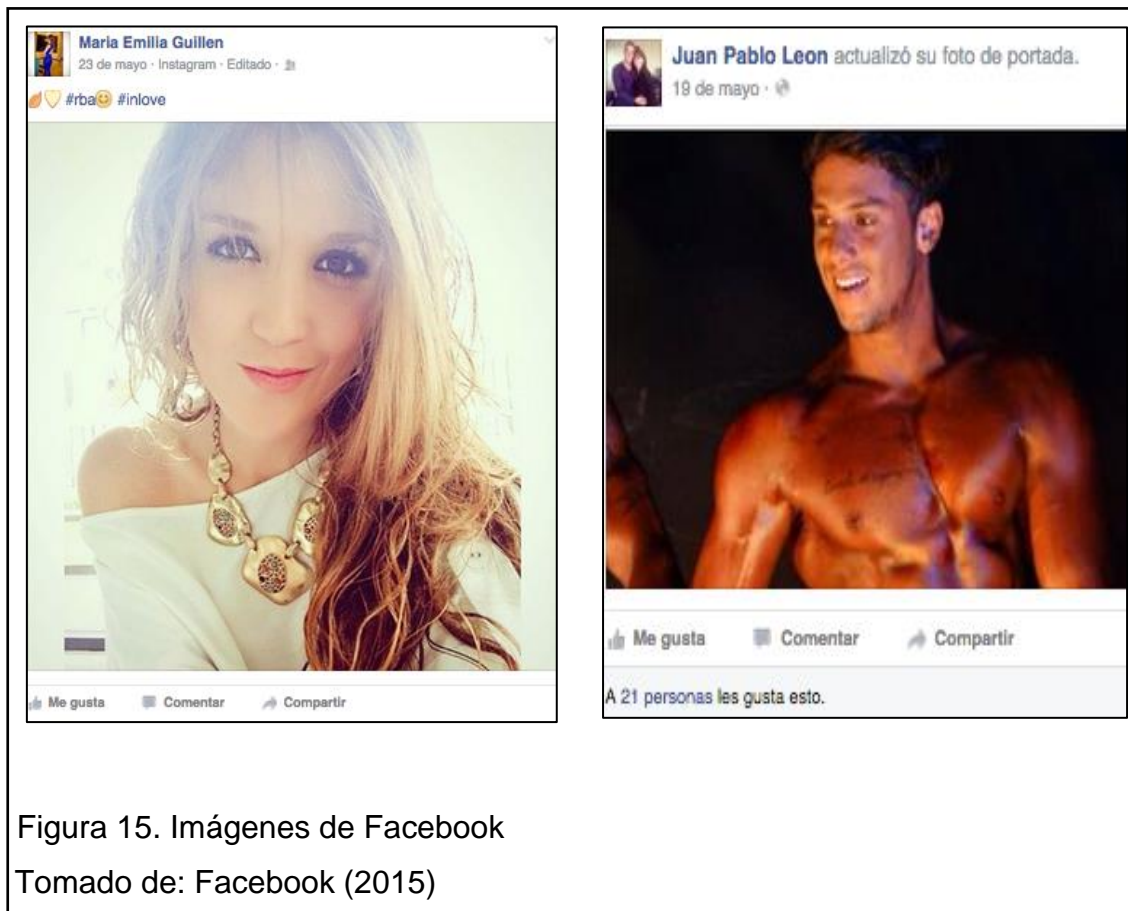 Maria Emilia Guillen
23 de mayo · Instagram · Editado ·
#rba #inlove
Me gusta Comentar Compartir
Juan Pablo Leon actualizó su foto de portada.
19 de mayo ·
Me gusta Comentar Compartir
A 21 personas les gusta esto.
Figura 15. Imágenes de Facebook
Tomado de: Facebook (2015)